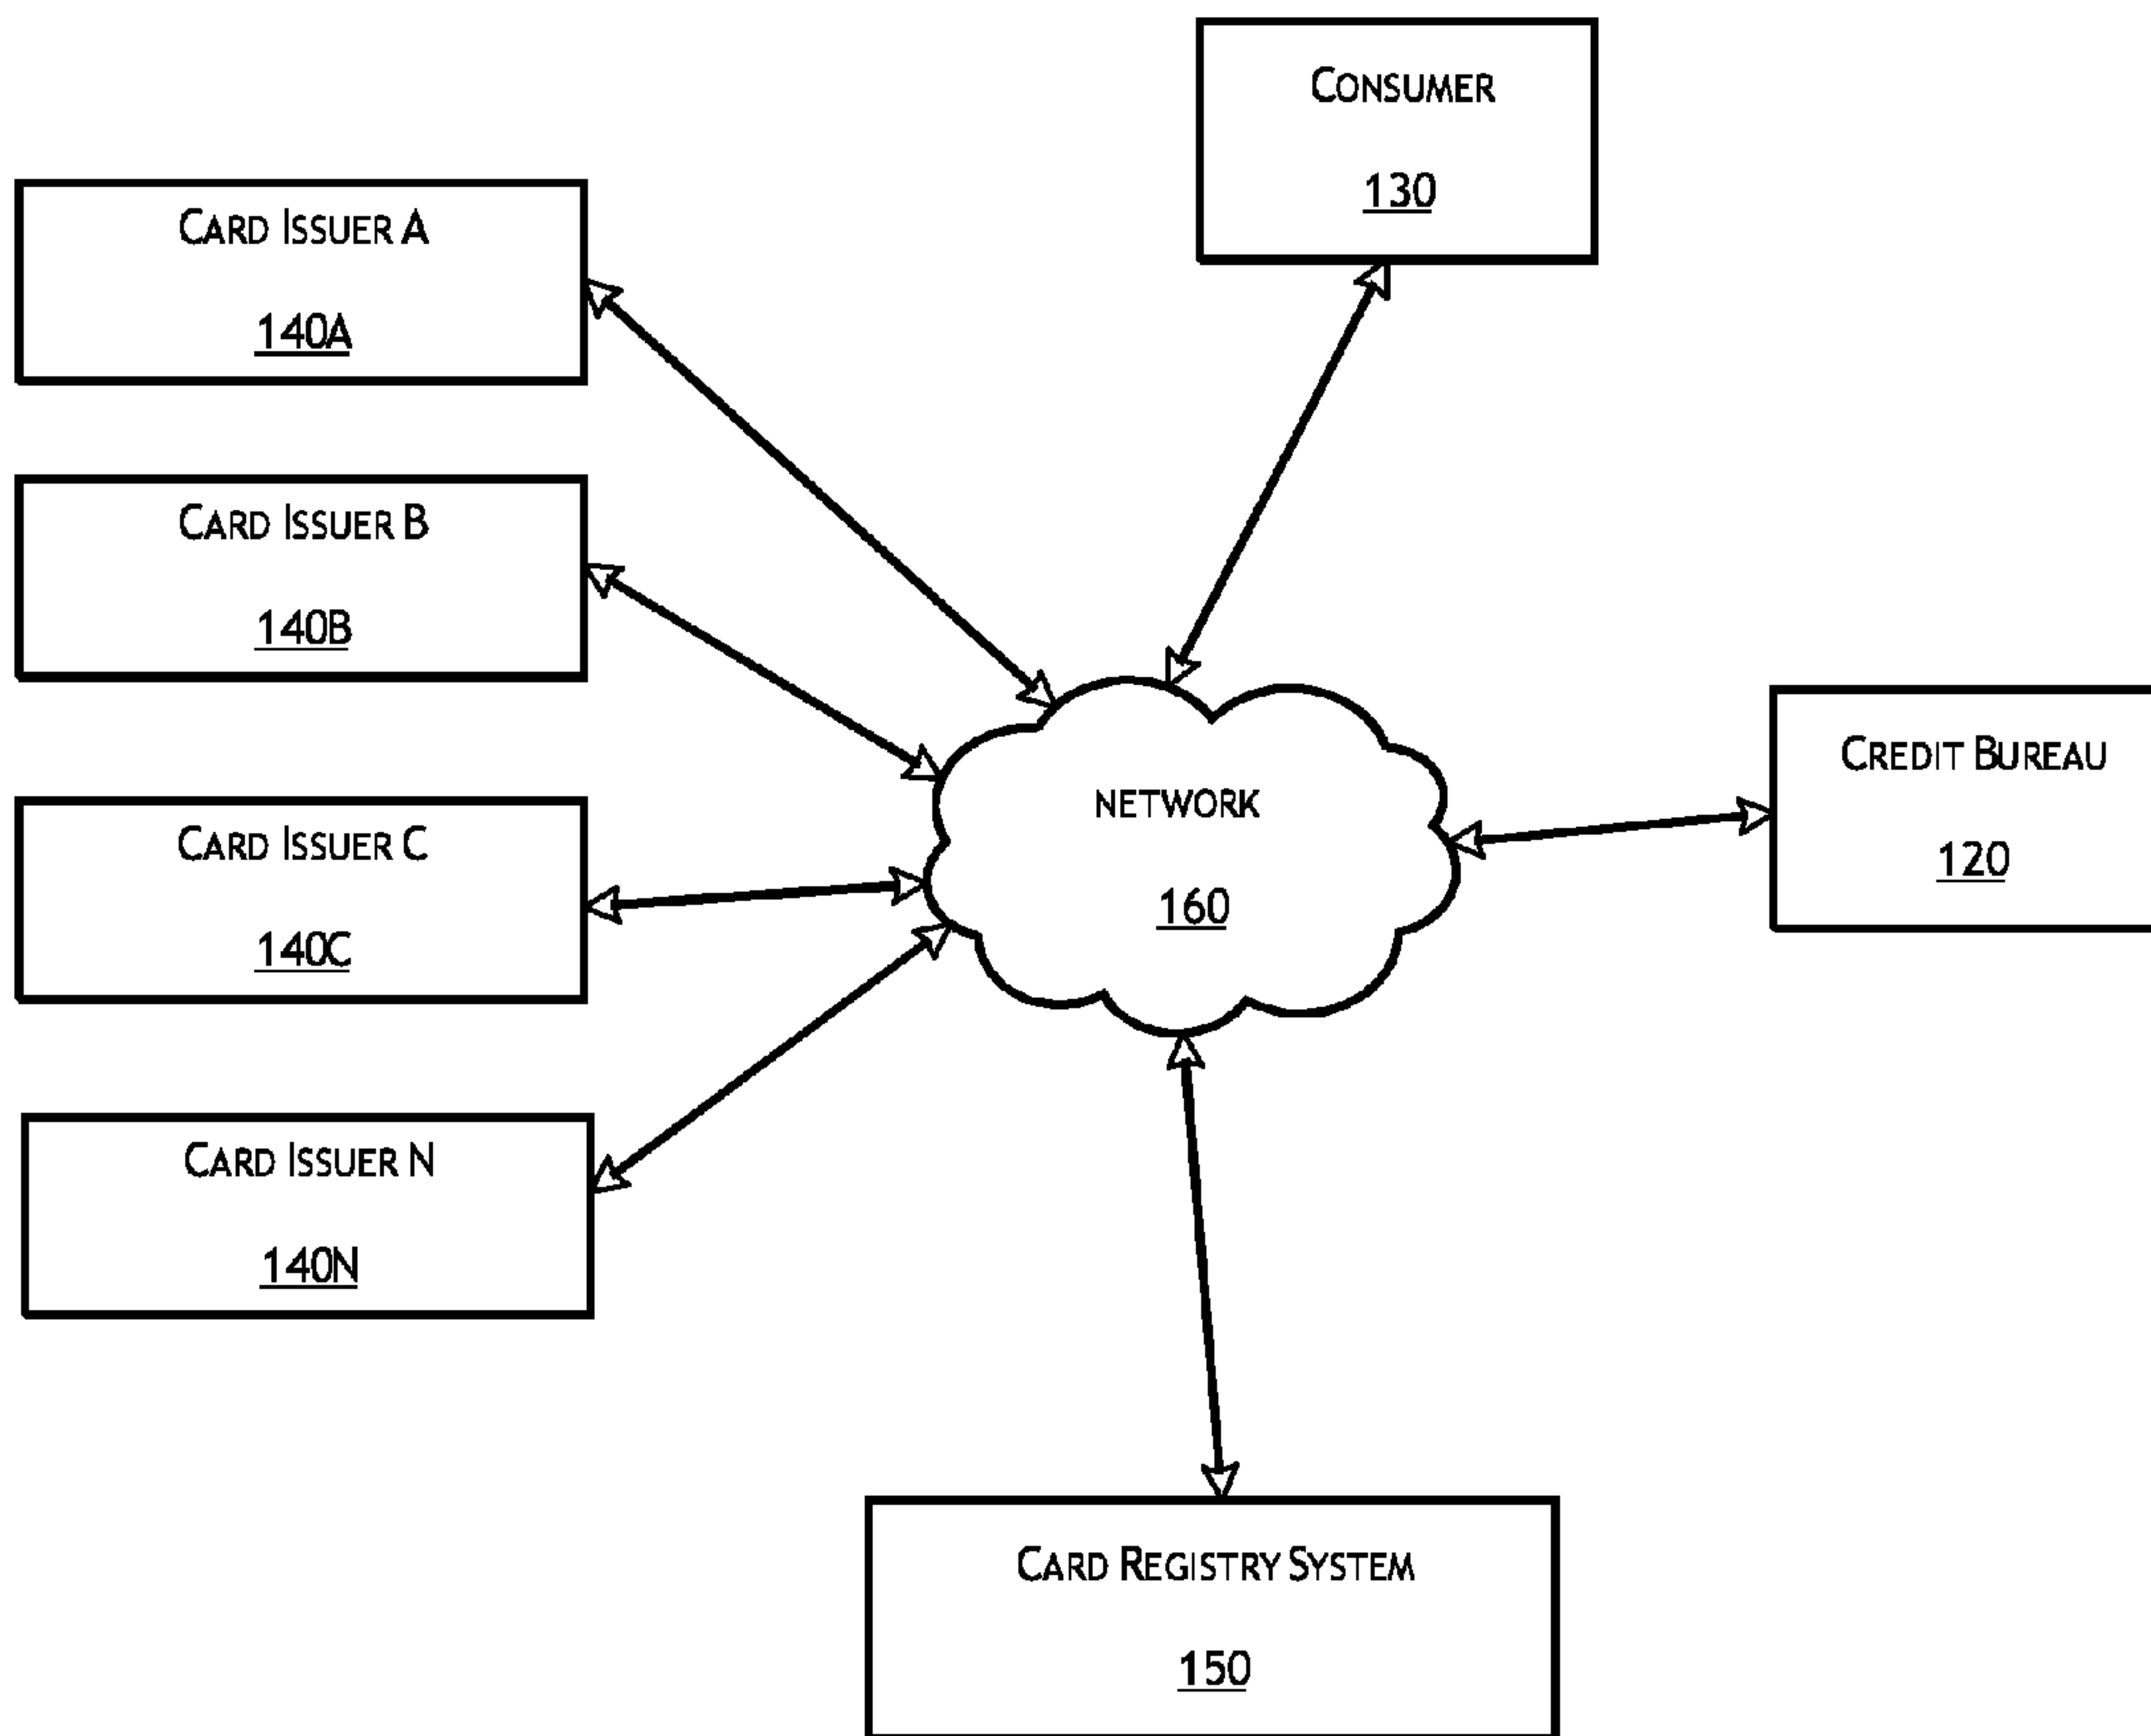 CONSUMER
130
CARD ISSUER A
140A
CARD ISSUER B
140B
CARD ISSUER C
140C
CARD ISSUER N
140N
NETWORK
160
CREDIT BUREAU
120
CARD REGISTRY SYSTEM
150